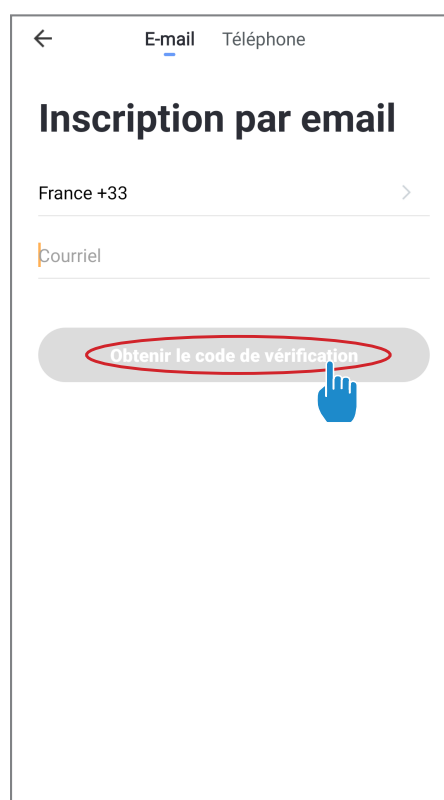 E-mail Téléphone
Inscription par email
France +33
Courriel
Obtenir le code de vérification